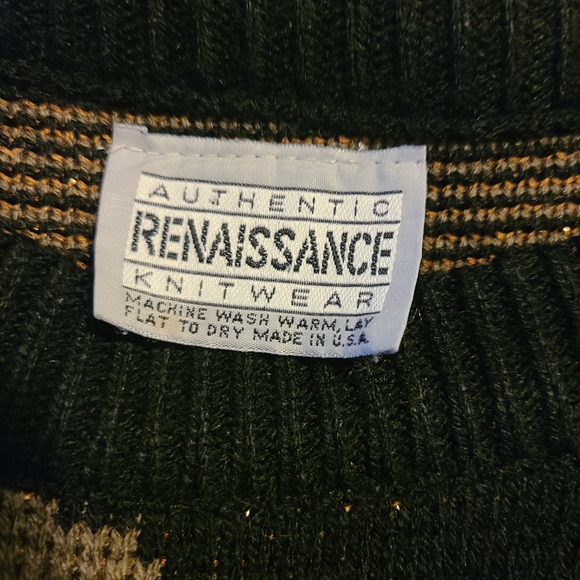 AUTHENTIC
RENAISSANCE
KNITWEAR
MACHINE WASH WARM, LAY
FLAT TO DRY MADE IN U.S.A.